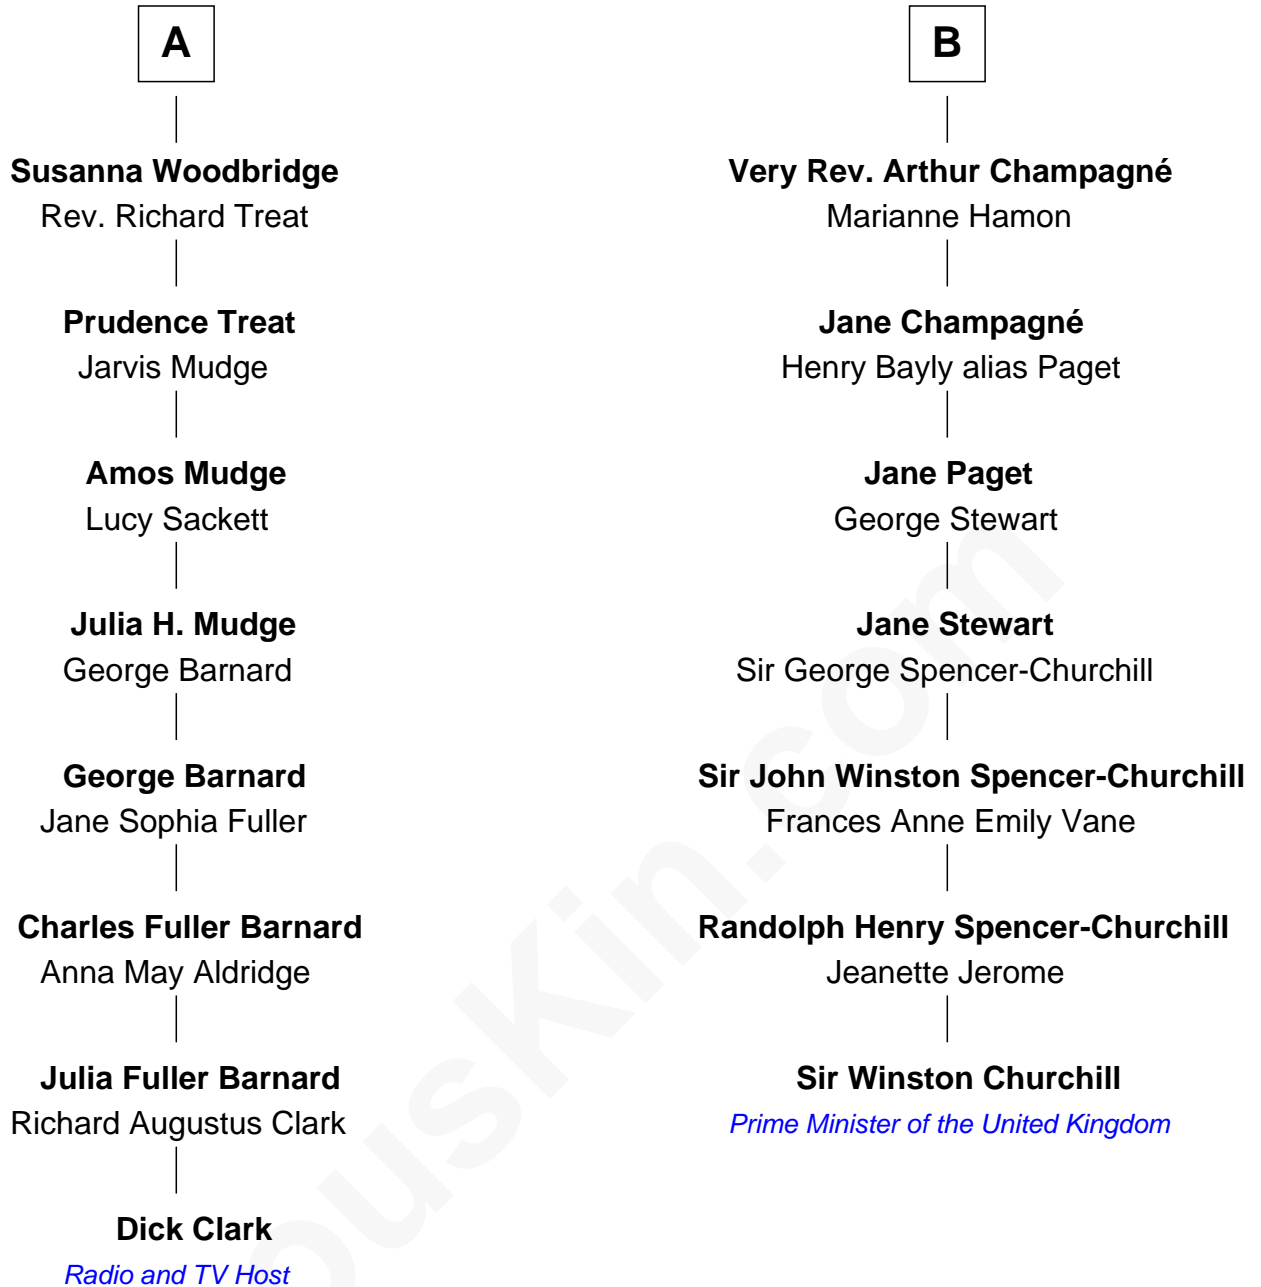 A
Susanna Woodbridge
Rev. Richard Treat
Prudence Treat
Jarvis Mudge
Amos Mudge
Lucy Sackett
Julia H. Mudge
George Barnard
George Barnard
Jane Sophia Fuller
Charles Fuller Barnard
Anna May Aldridge
Julia Fuller Barnard
Richard Augustus Clark
Dick Clark
Radio and TV Host
B
Very Rev. Arthur Champagné
Marianne Hamon
Jane Champagné
Henry Bayly alias Paget
Jane Paget
George Stewart
Jane Stewart
Sir George Spencer-Churchill
Sir John Winston Spencer-Churchill
Frances Anne Emily Vane
Randolph Henry Spencer-Churchill
Jeanette Jerome
Sir Winston Churchill
Prime Minister of the United Kingdom
ousKin.com